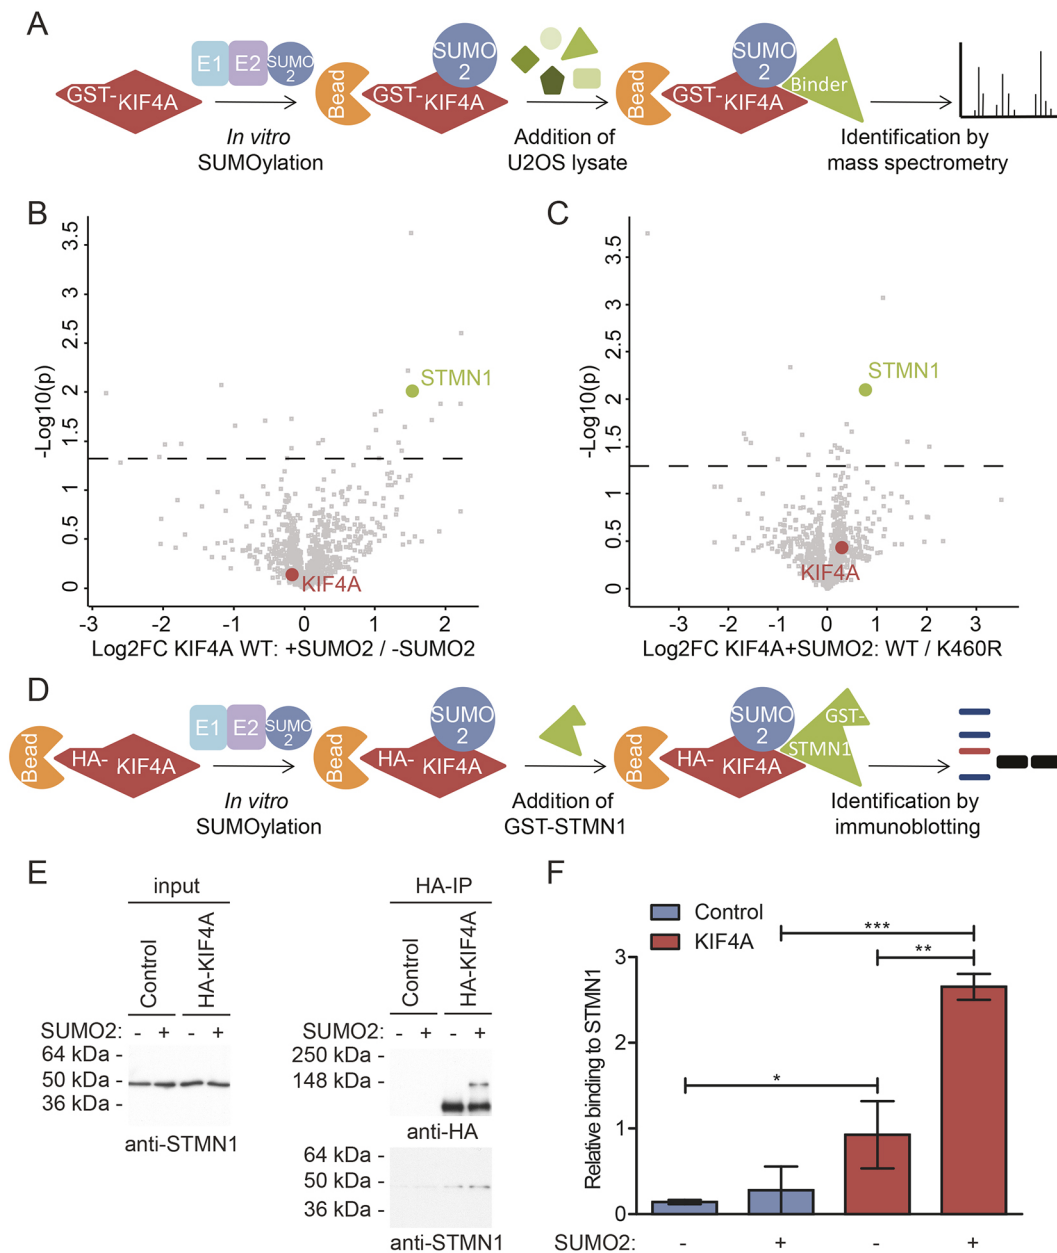 A
E1 E2 SUMO
2
GST-KIF4A
In vitro
SUMOylation
Bead
SUMO
2
GST-KIF4A
Addition of
U2OS lysate
Bead
SUMO
2
GST-KIF4A
Binder
Identification by
mass spectrometry
B
-Log10(p)
3.5
3
2.5
2
1.5
1
0.5
0
STMN1
KIF4A
-3 -2 -1 0 1 2
Log2FC KIF4A WT: +SUMO2 / -SUMO2
C
-Log10(p)
3.5
3
2.5
2
1.5
1
0.5
0
STMN1
KIF4A
-3 -2 -1 0 1 2 3
Log2FC KIF4A+SUMO2: WT / K460R
D
Bead
HA-KIF4A
E1 E2 SUMO
2
In vitro
SUMOylation
Bead
SUMO
2
HA-KIF4A
Addition of
GST-STMN1
Bead
SUMO
2
HA-KIF4A
GST-
STMN1
Identification by
immunoblotting
E
input
Control
HA-KIF4A
SUMO2: - + - +
64 kDa -
50 kDa -
36 kDa -
anti-STMN1
HA-IP
Control
HA-KIF4A
SUMO2: - + - +
250 kDa -
148 kDa -
anti-HA
64 kDa -
50 kDa -
36 kDa -
anti-STMN1
F
Control
KIF4A
***
**
*
Relative binding to STMN1
3
2
1
0
SUMO2: - + - +